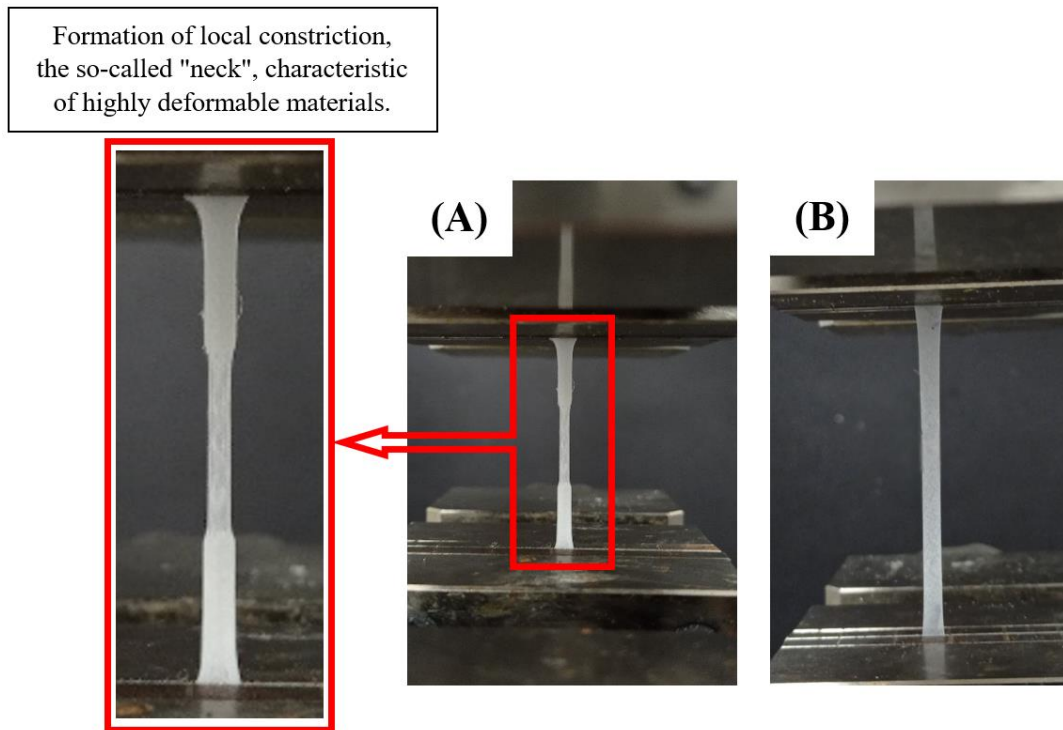 Formation of local constriction,
the so-called "neck", characteristic
of highly deformable materials.
(A)
(B)